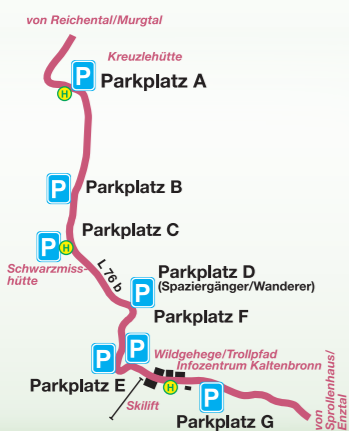 von Reichental/Murgtal
Kreuzlehütte
P
Parkplatz A
H
P
Parkplatz B
Parkplatz C
P
H
Schwarzmiss-
hütte
L 76 b
Parkplatz D
(Spaziergänger/Wanderer)
P
Parkplatz F
P
P
Wildgehege/Trollpfad
Infozentrum Kaltenbronn
Parkplatz E
H
Skilift
P
Parkplatz G
von
Sprollenhaus/
Enztal